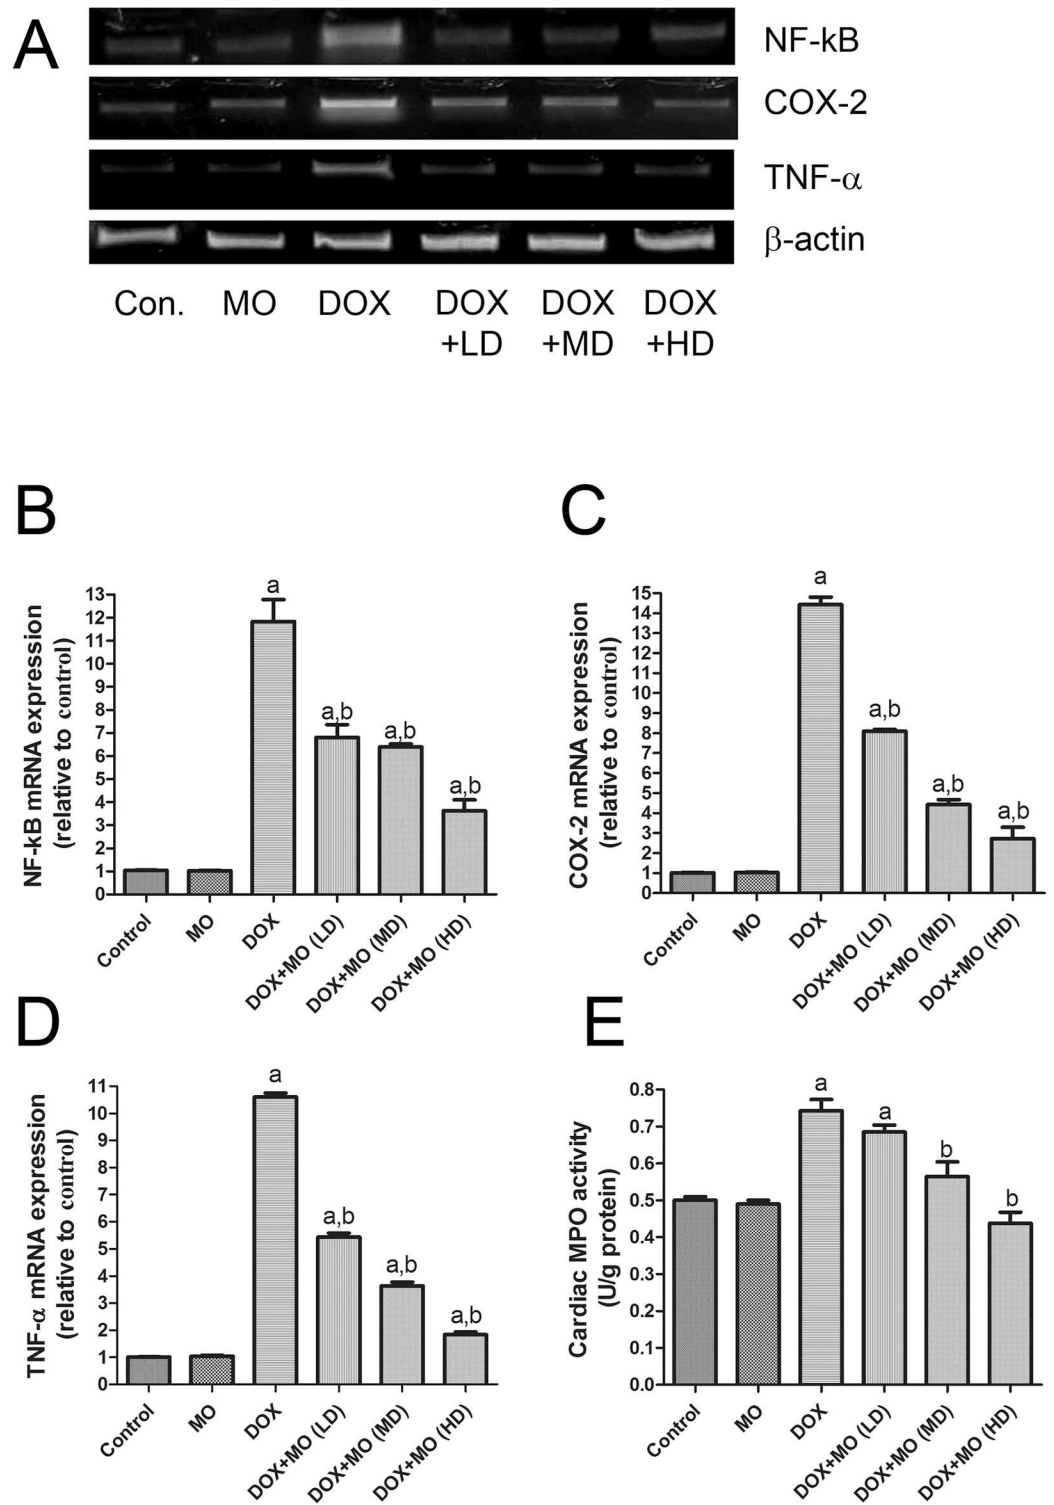 A
NF-kB
COX-2
TNF-α
β-actin
Con. MO DOX DOX DOX DOX
+LD +MD +HD
B
NF-kB mRNA expression
(relative to control)
13
12
11
10
9
8
7
6
5
4
3
2
1
0
a
a,b
a,b
a,b
Control
MO
DOX
DOX+MO (LD)
DOX+MO (MD)
DOX+MO (HD)
C
COX-2 mRNA expression
(relative to control)
15
14
13
12
11
10
9
8
7
6
5
4
3
2
1
0
a
a,b
a,b
a,b
Control
MO
DOX
DOX+MO (LD)
DOX+MO (MD)
DOX+MO (HD)
D
TNF-α mRNA expression
(relative to control)
11
10
9
8
7
6
5
4
3
2
1
0
a
a,b
a,b
a,b
Control
MO
DOX
DOX+MO (LD)
DOX+MO (MD)
DOX+MO (HD)
E
Cardiac MPO activity
(U/g protein)
0.8
0.7
0.6
0.5
0.4
0.3
0.2
0.1
0.0
a
a
b
b
Control
MO
DOX
DOX+MO (LD)
DOX+MO (MD)
DOX+MO (HD)